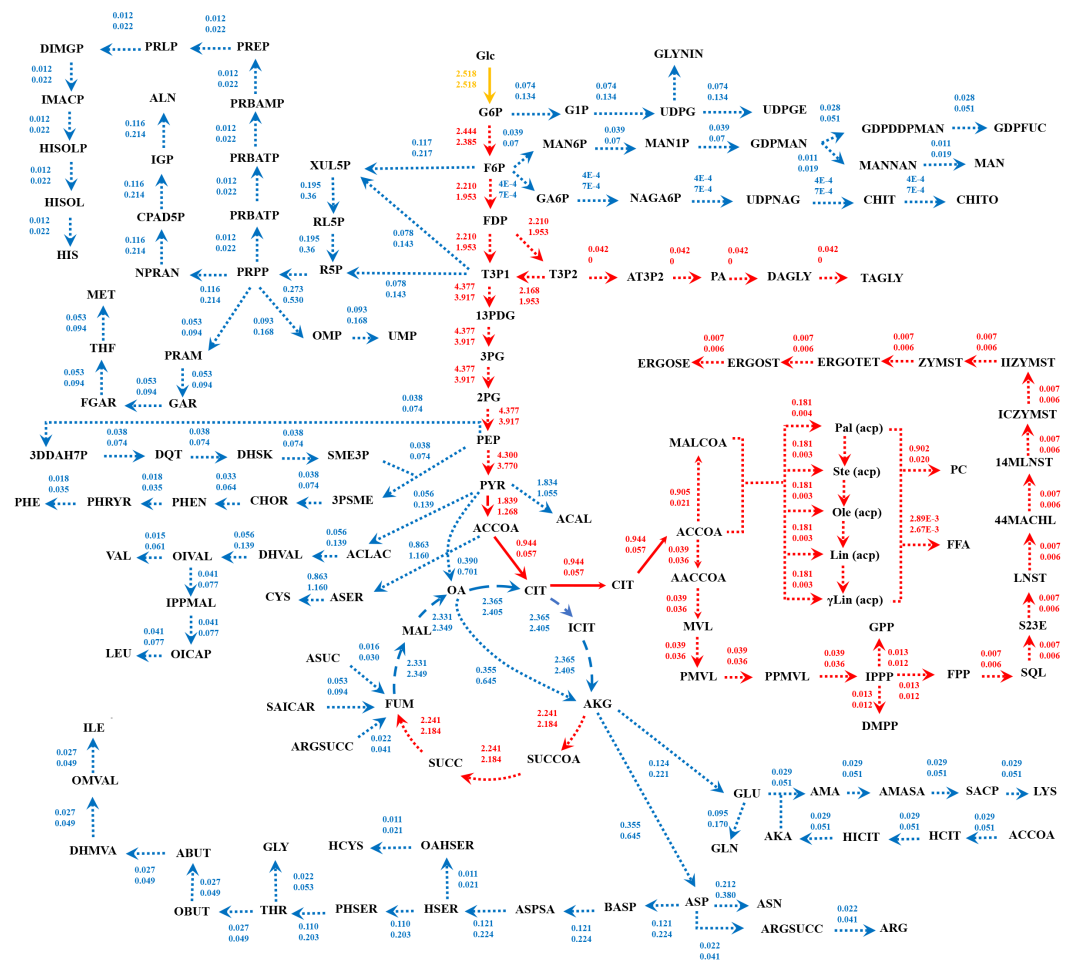 0.012
0.022
0.012
0.022
DIMGP
PRLP
PREP
Glc
GLYNIN
0.012
0.022
0.012
0.022
2.518
2.518
0.074
0.134
0.074
0.134
0.074
0.134
IMACP
ALN
PRBAMP
G6P
G1P
UDPG
UDPGE
0.028
0.051
0.028
0.051
0.012
0.022
0.116
0.214
0.012
0.022
2.444
2.385
0.039
0.07
0.039
0.07
0.039
0.07
GDPDDPMAN
GDPFUC
HISOLP
IGP
PRBATP
XUL5P
0.117
0.217
F6P
MAN6P
MAN1P
GDPMAN
0.011
0.019
MANNAN
0.011
0.019
MAN
0.012
0.022
0.116
0.214
0.012
0.022
0.195
0.36
2.210
1.953
4E-4
7E-4
4E-4
7E-4
4E-4
7E-4
4E-4
7E-4
HISOL
CPAD5P
PRBATP
RL5P
FDP
GA6P
NAGA6P
UDPNAG
CHIT
CHITO
0.012
0.022
0.116
0.214
0.012
0.022
0.195
0.36
0.078
0.143
2.210
1.953
2.210
1.953
HIS
NPRAN
PRPP
R5P
T3P1
T3P2
0.042
0
AT3P2
0.042
0
PA
0.042
0
DAGLY
0.042
0
TAGLY
0.116
0.214
0.273
0.530
0.078
0.143
2.168
1.953
MET
4.377
3.917
0.053
0.094
0.053
0.094
0.093
0.168
OMP
0.093
0.168
UMP
13PDG
THF
PRAM
4.377
3.917
3PG
0.053
0.094
0.053
0.094
4.377
3.917
FGAR
GAR
2PG
0.007
0.006
0.007
0.006
0.007
0.006
0.007
0.006
ERGOSE
ERGOST
ERGOTET
ZYMST
IIZYMST
0.007
0.006
ICZYMST
0.038
0.074
4.377
3.917
PEP
0.038
0.074
0.038
0.074
0.038
0.074
0.038
0.074
3DDAH7P
DQT
DHSK
SME3P
4.300
3.770
PYR
0.018
0.035
0.018
0.035
0.033
0.064
0.038
0.074
PHE
PHRYR
PHEN
CHOR
3PSME
0.056
0.139
1.839
1.268
1.834
1.055
ACCOA
ACAL
MALCOA
0.181
0.004
Pal (acp)
0.902
0.020
PC
0.181
0.003
Ste (acp)
0.007
0.006
14MLNST
0.905
0.021
0.181
0.003
Ole (acp)
0.007
0.006
44MACHL
ACCOA
2.89E-3
2.67E-3
FFA
0.181
0.003
Lin (acp)
0.007
0.006
LNST
0.181
0.003
γLin (acp)
0.007
0.006
S23E
0.015
0.061
0.056
0.139
0.056
0.139
VAL
OIVAL
DHVAL
ACLAC
0.863
1.160
0.390
0.701
0.944
0.057
0.944
0.057
0.944
0.057
0.039
0.036
AACCOA
0.041
0.077
0.863
1.160
CYS
ASER
OA
CIT
CIT
0.039
0.036
IPPMAL
2.365
2.405
2.331
2.349
2.365
2.405
MVL
GPP
0.041
0.077
0.041
0.077
MAL
ICIT
0.039
0.036
0.039
0.036
0.039
0.036
0.013
0.012
0.007
0.006
0.007
0.006
LEU
OICAP
ASUC
0.016
0.030
2.331
2.349
0.355
0.645
2.365
2.405
PMVL
PPMVL
IPPP
0.013
0.012
FPP
SQL
0.053
0.094
SAICAR
FUM
AKG
0.013
0.012
DMPP
0.022
0.041
ARGSUCC
2.241
2.184
2.241
2.184
ILE
SUCC
2.241
2.184
SUCCOA
0.027
0.049
OMVAL
0.124
0.221
GLU
0.029
0.051
AMA
0.029
0.051
AMASA
0.029
0.051
SACP
0.029
0.051
LYS
0.027
0.049
0.355
0.645
0.095
0.170
GLN
AKA
0.029
0.051
HICIT
0.029
0.051
HCIT
0.029
0.051
ACCOA
DHMVA
ABUT
GLY
HCYS
0.011
0.021
OAHSER
0.027
0.049
0.027
0.049
0.022
0.053
0.011
0.021
0.212
0.380
OBUT
THR
PHSER
HSER
ASPSA
BASP
ASP
ASN
0.027
0.049
0.110
0.203
0.110
0.203
0.121
0.224
0.121
0.224
0.121
0.224
0.022
0.041
ARGSUCC
0.022
0.041
ARG